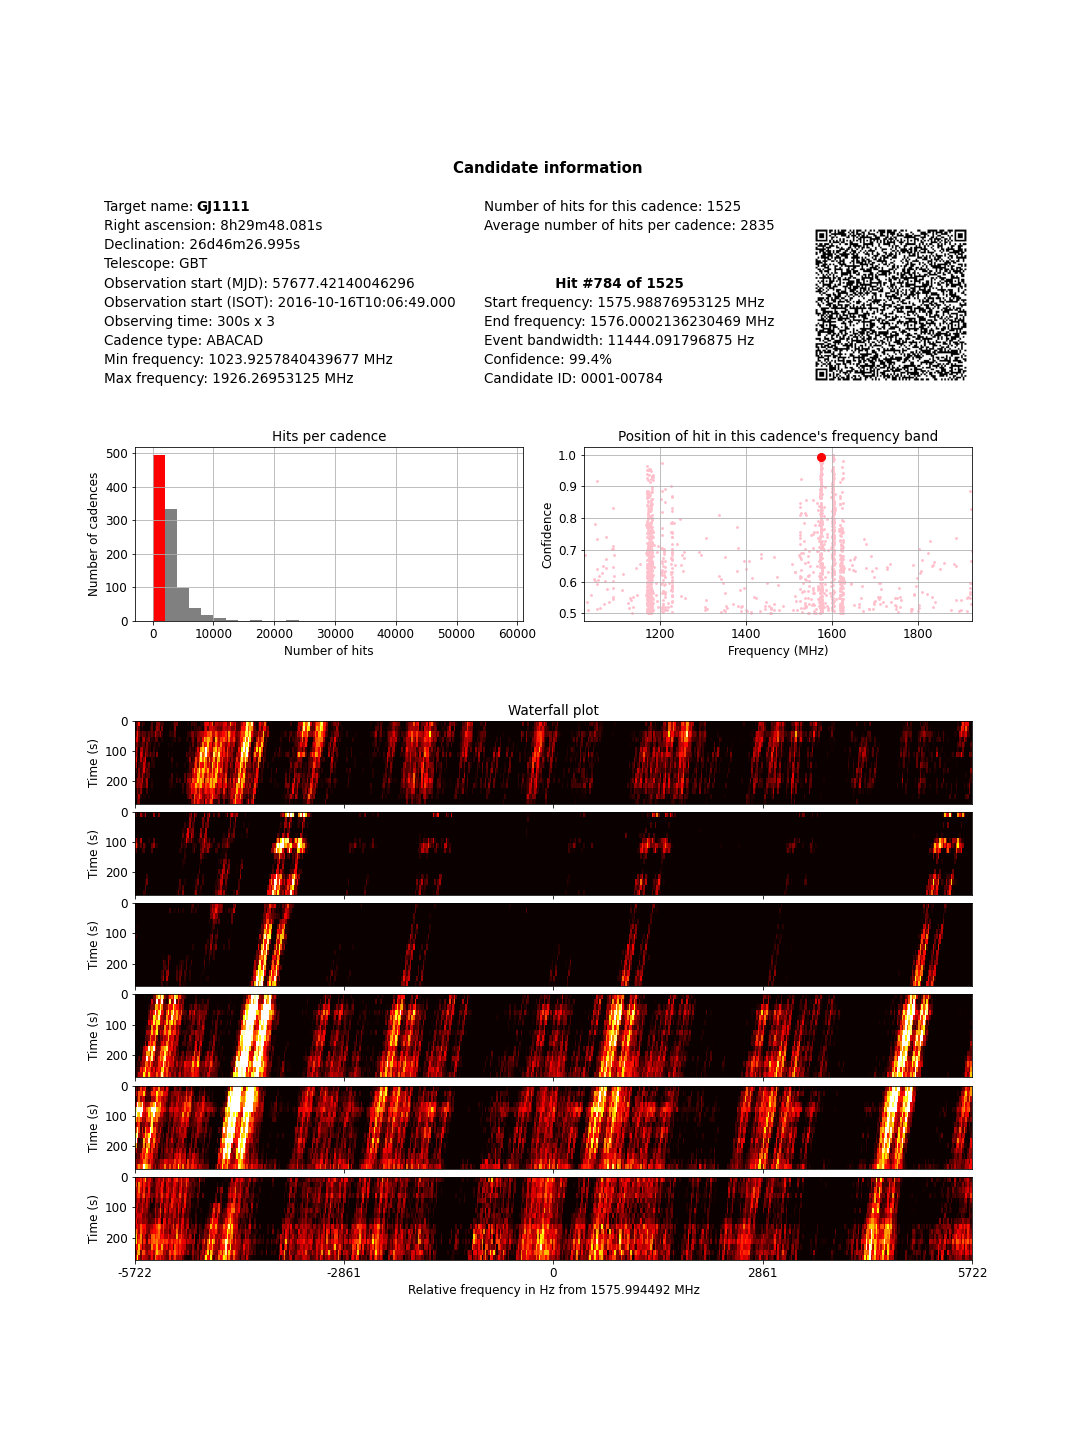 Candidate information
Target name: GJ1111
Right ascension: 8h29m48.081s
Declination: 26d46m26.995s
Telescope: GBT
Observation start (MJD): 57677.42140046296
Observation start (ISOT): 2016-10-16T10:06:49.000
Observing time: 300s x 3
Cadence type: ABACAD
Min frequency: 1023.9257840439677 MHz
Max frequency: 1926.26953125 MHz
Number of hits for this cadence: 1525
Average number of hits per cadence: 2835
Hit #784 of 1525
Start frequency: 1575.98876953125 MHz
End frequency: 1576.0002136230469 MHz
Event bandwidth: 11444.091796875 Hz
Confidence: 99.4%
Candidate ID: 0001-00784
Hits per cadence
Number of cadences
500
400
300
200
100
0
0 10000 20000 30000 40000 50000 60000
Number of hits
Position of hit in this cadence's frequency band
Confidence
1.0
0.9
0.8
0.7
0.6
0.5
1200 1400 1600 1800
Frequency (MHz)
Waterfall plot
Time (s)
0
100
200
Time (s)
0
100
200
Time (s)
0
100
200
Time (s)
0
100
200
Time (s)
0
100
200
Time (s)
0
100
200
-5722 -2861 0 2861 5722
Relative frequency in Hz from 1575.994492 MHz